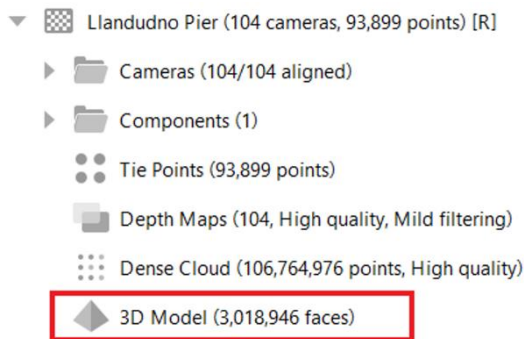 Llandudno Pier (104 cameras, 93,899 points) [R]
Cameras (104/104 aligned)
Components (1)
Tie Points (93,899 points)
Depth Maps (104, High quality, Mild filtering)
Dense Cloud (106,764,976 points, High quality)
3D Model (3,018,946 faces)